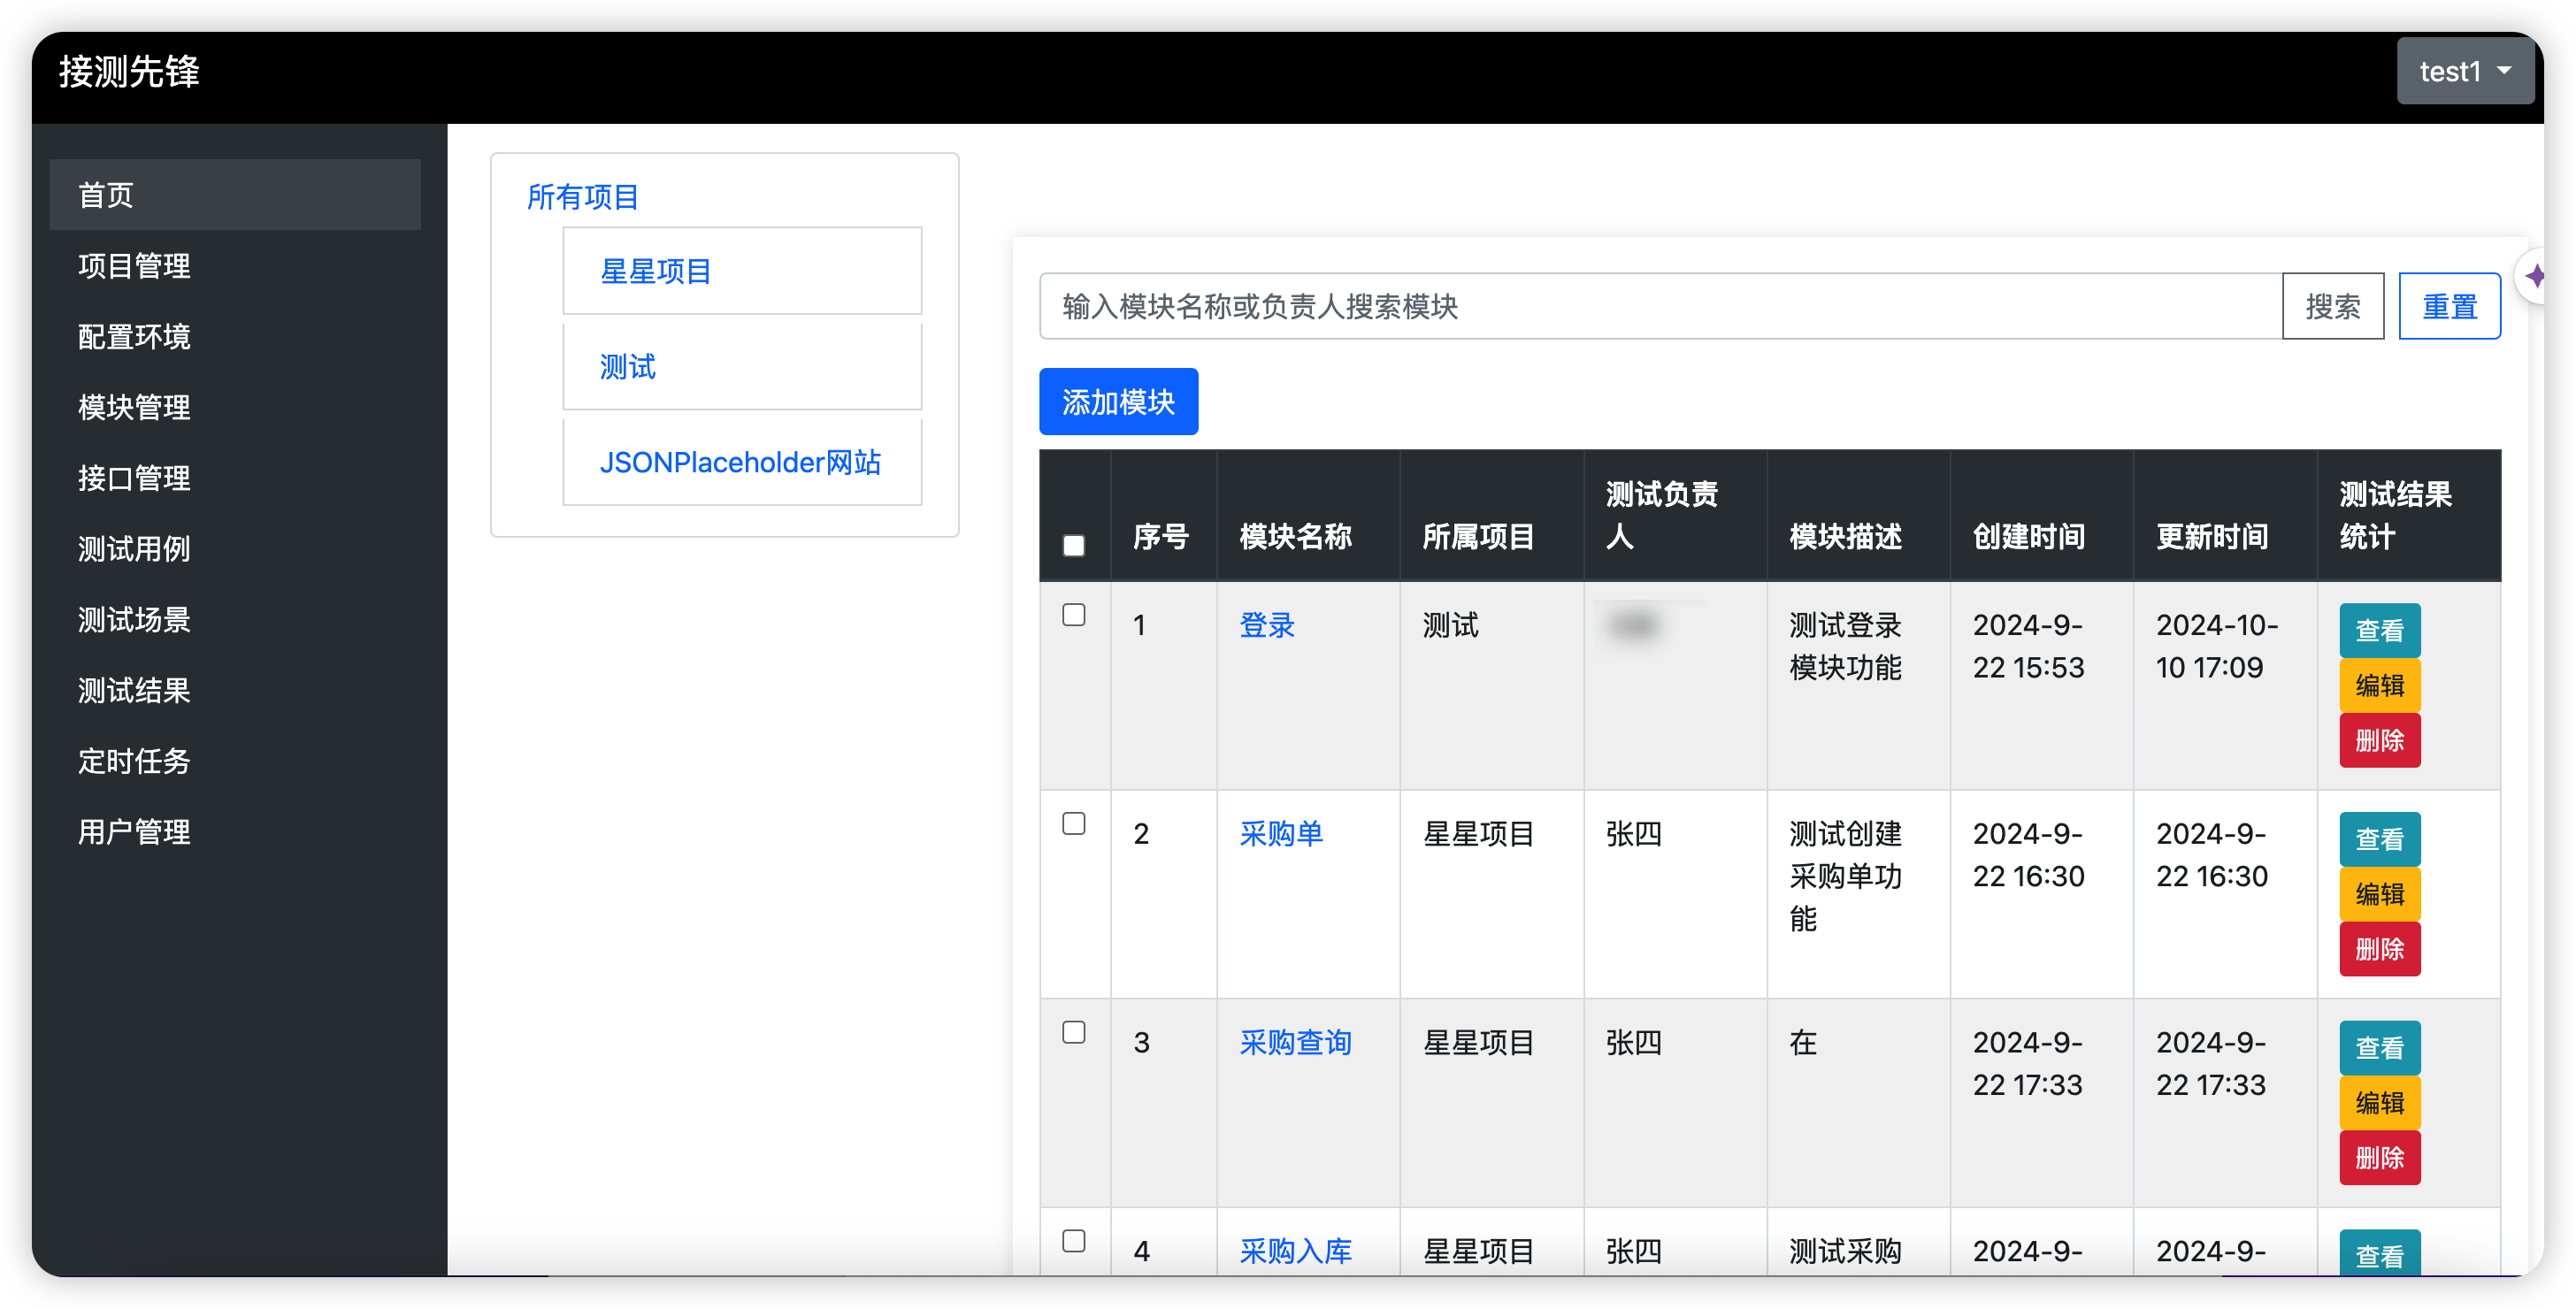 接测先锋
test1
首页
项目管理
配置环境
模块管理
接口管理
测试用例
测试场景
测试结果
定时任务
用户管理
所有项目
星星项目
测试
JSONPlaceholder网站
输入模块名称或负责人搜索模块
搜索
重置
添加模块
序号
模块名称
所属项目
测试负责
人
模块描述
创建时间
更新时间
测试结果
统计
1
登录
测试
测试登录
模块功能
2024-9-
22 15:53
2024-10-
10 17:09
查看
编辑
删除
2
采购单
星星项目
张四
测试创建
采购单功
能
2024-9-
22 16:30
2024-9-
22 16:30
查看
编辑
删除
3
采购查询
星星项目
张四
在
2024-9-
22 17:33
2024-9-
22 17:33
查看
编辑
删除
4
采购入库
星星项目
张四
测试采购
2024-9-
2024-9-
查看